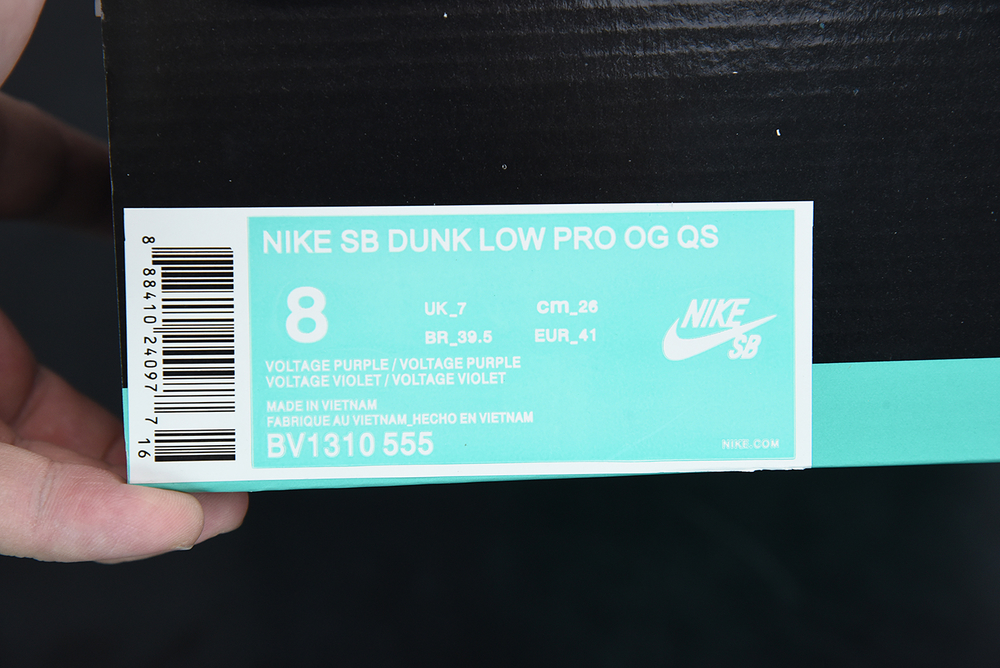 NIKE SB DUNK LOW PRO OG QS
8
UK_7 cm_26
BR_39.5 EUR_41
VOLTAGE PURPLE / VOLTAGE PURPLE
VOLTAGE VIOLET / VOLTAGE VIOLET
MADE IN VIETNAM
FABRIQUE AU VIETNAM_HECHO EN VIETNAM
BV1310 555
NIKE
SB
NIKE.COM
8 88410 24097 7 16